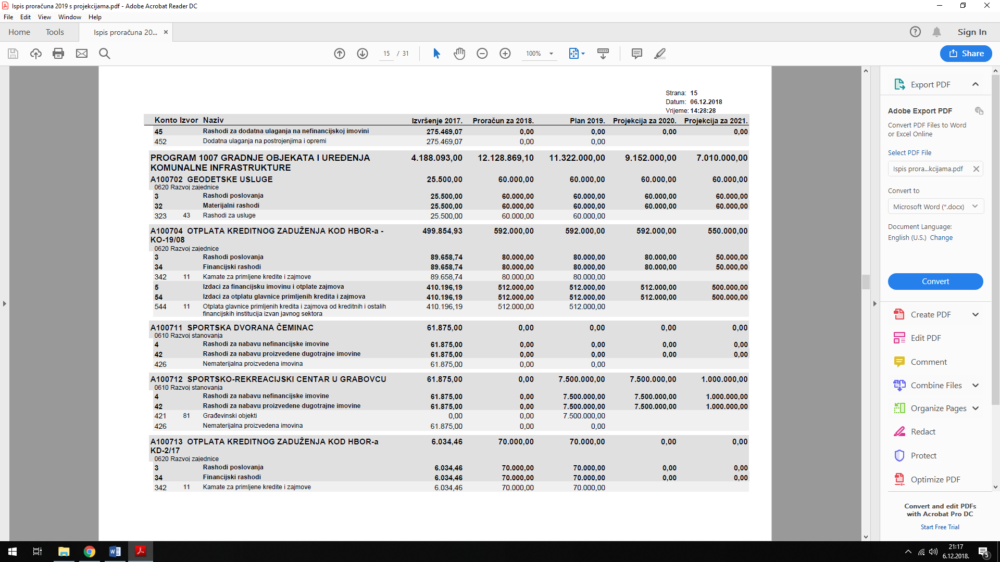 Ispis proračuna 2019 s projekcijama.pdf - Adobe Acrobat Reader DC
File Edit View Window Help
Home Tools Ispis proračuna 20... × Sign In
15 / 31 100% Share
Strana: 15
Datum: 06.12.2018
Vrijeme: 14:28:28
Konto Izvor Naziv Izvršenje 2017. Proračun za 2018. Plan 2019. Projekcija za 2020. Projekcija za 2021.
45 Rashodi za dodatna ulaganja na nefinancijskoj imovini 275.469,07 0,00 0,00 0,00 0,00
452 Dodatna ulaganja na postrojenjima i opremi 275.469,07 0,00 0,00
PROGRAM 1007 GRADNJE OBJEKATA I UREĐENJA 4.188.093,00 12.128.869,10 11.322.000,00 9.152.000,00 7.010.000,00
KOMUNALNE INFRASTRUKTURE
A100702 GEODETSKE USLUGE 25.500,00 60.000,00 60.000,00 60.000,00 60.000,00
0620 Razvoj zajednice
3 Rashodi poslovanja 25.500,00 60.000,00 60.000,00 60.000,00 60.000,00
32 Materijalni rashodi 25.500,00 60.000,00 60.000,00 60.000,00 60.000,00
323 43 Rashodi za usluge 25.500,00 60.000,00 60.000,00
A100704 OTPLATA KREDITNOG ZADUŽENJA KOD HBOR-a - 499.854,93 592.000,00 592.000,00 592.000,00 550.000,00
KO-19/08
0620 Razvoj zajednice
3 Rashodi poslovanja 89.658,74 80.000,00 80.000,00 80.000,00 50.000,00
34 Financijski rashodi 89.658,74 80.000,00 80.000,00 80.000,00 50.000,00
342 11 Kamate za primljene kredite i zajmove 89.658,74 80.000,00 80.000,00
5 Izdaci za financijsku imovinu i otplate zajmova 410.196,19 512.000,00 512.000,00 512.000,00 500.000,00
54 Izdaci za otplatu glavnice primljenih kredita i zajmova 410.196,19 512.000,00 512.000,00 512.000,00 500.000,00
544 11 Otplata glavnice primljenih kredita i zajmova od kreditnih i ostalih 410.196,19 512.000,00 512.000,00
financijskih institucija izvan javnog sektora
A100711 SPORTSKA DVORANA ČEMINAC 61.875,00 0,00 0,00 0,00 0,00
0610 Razvoj stanovanja
4 Rashodi za nabavu nefinancijske imovine 61.875,00 0,00 0,00 0,00 0,00
42 Rashodi za nabavu proizvedene dugotrajne imovine 61.875,00 0,00 0,00 0,00 0,00
426 Nematerijalna proizvedena imovina 61.875,00 0,00 0,00
A100712 SPORTSKO-REKREACIJSKI CENTAR U GRABOVCU 61.875,00 0,00 7.500.000,00 7.500.000,00 1.000.000,00
0610 Razvoj stanovanja
4 Rashodi za nabavu nefinancijske imovine 61.875,00 0,00 7.500.000,00 7.500.000,00 1.000.000,00
42 Rashodi za nabavu proizvedene dugotrajne imovine 61.875,00 0,00 7.500.000,00 7.500.000,00 1.000.000,00
421 81 Građevinski objekti 0,00 0,00 7.500.000,00
426 Nematerijalna proizvedena imovina 61.875,00 0,00 0,00
A100713 OTPLATA KREDITNOG ZADUŽENJA KOD HBOR-a 6.034,46 70.000,00 70.000,00 0,00 0,00
KD-2/17
0620 Razvoj zajednice
3 Rashodi poslovanja 6.034,46 70.000,00 70.000,00 0,00 0,00
34 Financijski rashodi 6.034,46 70.000,00 70.000,00 0,00 0,00
342 11 Kamate za primljene kredite i zajmove 6.034,46 70.000,00 70.000,00
Export PDF
Adobe Export PDF
Convert PDF Files to Word
or Excel Online
Select PDF File
Ispis prora...kcijama.pdf
Convert to
Microsoft Word (*.docx)
Document Language:
English (U.S.) Change
Convert
Create PDF
Edit PDF
Comment
Combine Files
Organize Pages
Redact
Protect
Optimize PDF
Convert and edit PDFs
with Acrobat Pro DC
Start Free Trial
21:17
6.12.2018.
5